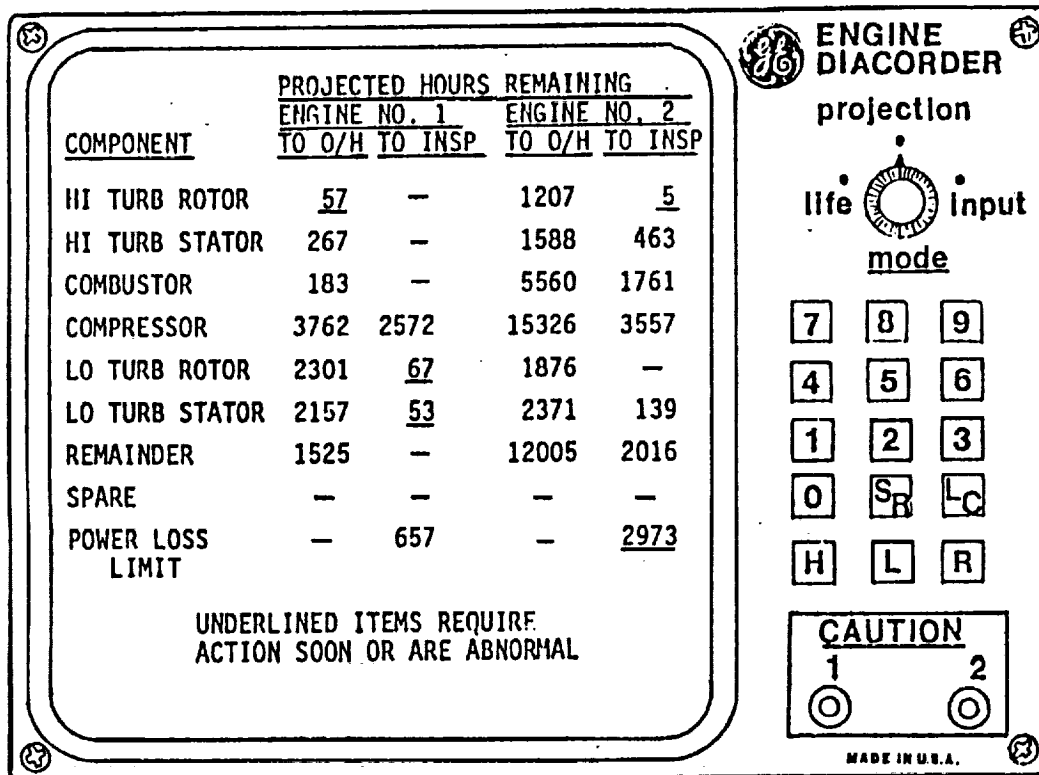 PROJECTED HOURS REMAINING
ENGINE NO. 1 ENGINE NO. 2
COMPONENT TO O/H TO INSP TO O/H TO INSP
HI TURB ROTOR 57 — 1207 5
HI TURB STATOR 267 — 1588 463
COMBUSTOR 183 — 5560 1761
COMPRESSOR 3762 2572 15326 3557
LO TURB ROTOR 2301 67 1876 —
LO TURB STATOR 2157 53 2371 139
REMAINDER 1525 — 12005 2016
SPARE — — — —
POWER LOSS — 657 — 2973
LIMIT
UNDERLINED ITEMS REQUIRE
ACTION SOON OR ARE ABNORMAL
GE ENGINE
DIACORDER
projection
life input
mode
7 8 9
4 5 6
1 2 3
0 SR LC
H L R
CAUTION
1 2
MADE IN U.S.A.